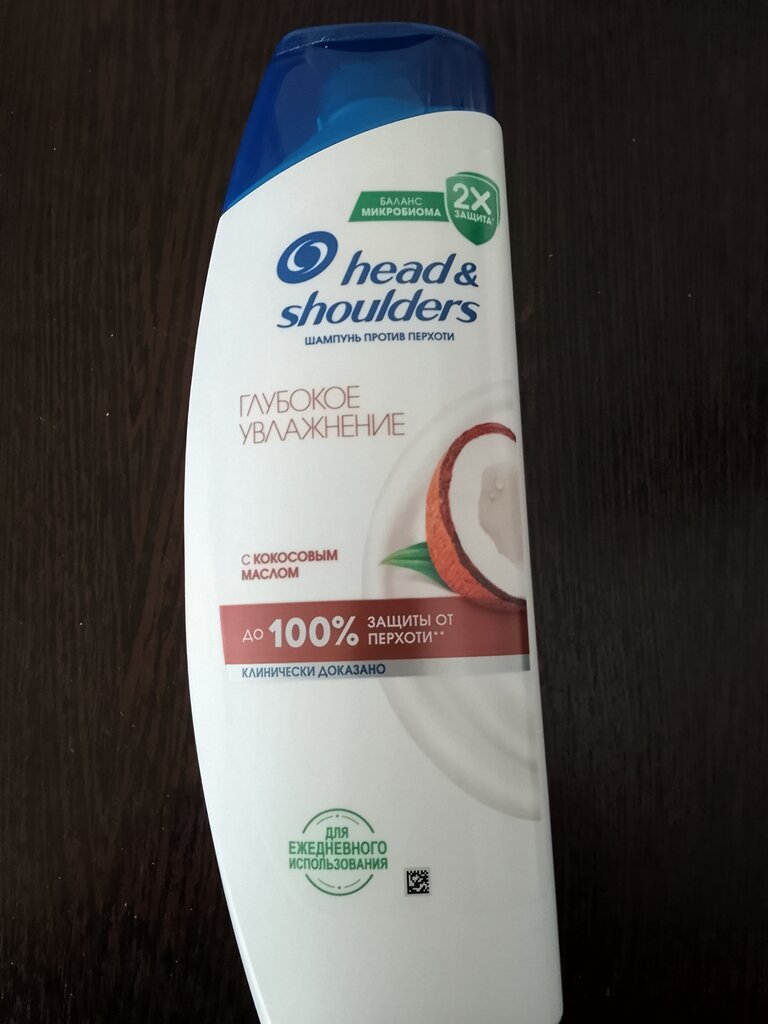 БАЛАНС
МИКРОБИОМА
2X
ЗАЩИТА*
head &
shoulders
ШАМПУНЬ ПРОТИВ ПЕРХОТИ
ГЛУБОКОЕ
УВЛАЖНЕНИЕ
С КОКОСОВЫМ
МАСЛОМ
ДО 100% ЗАЩИТЫ ОТ
ПЕРХОТИ**
КЛИНИЧЕСКИ ДОКАЗАНО
ДЛЯ
ЕЖЕДНЕВНОГО
ИСПОЛЬЗОВАНИЯ